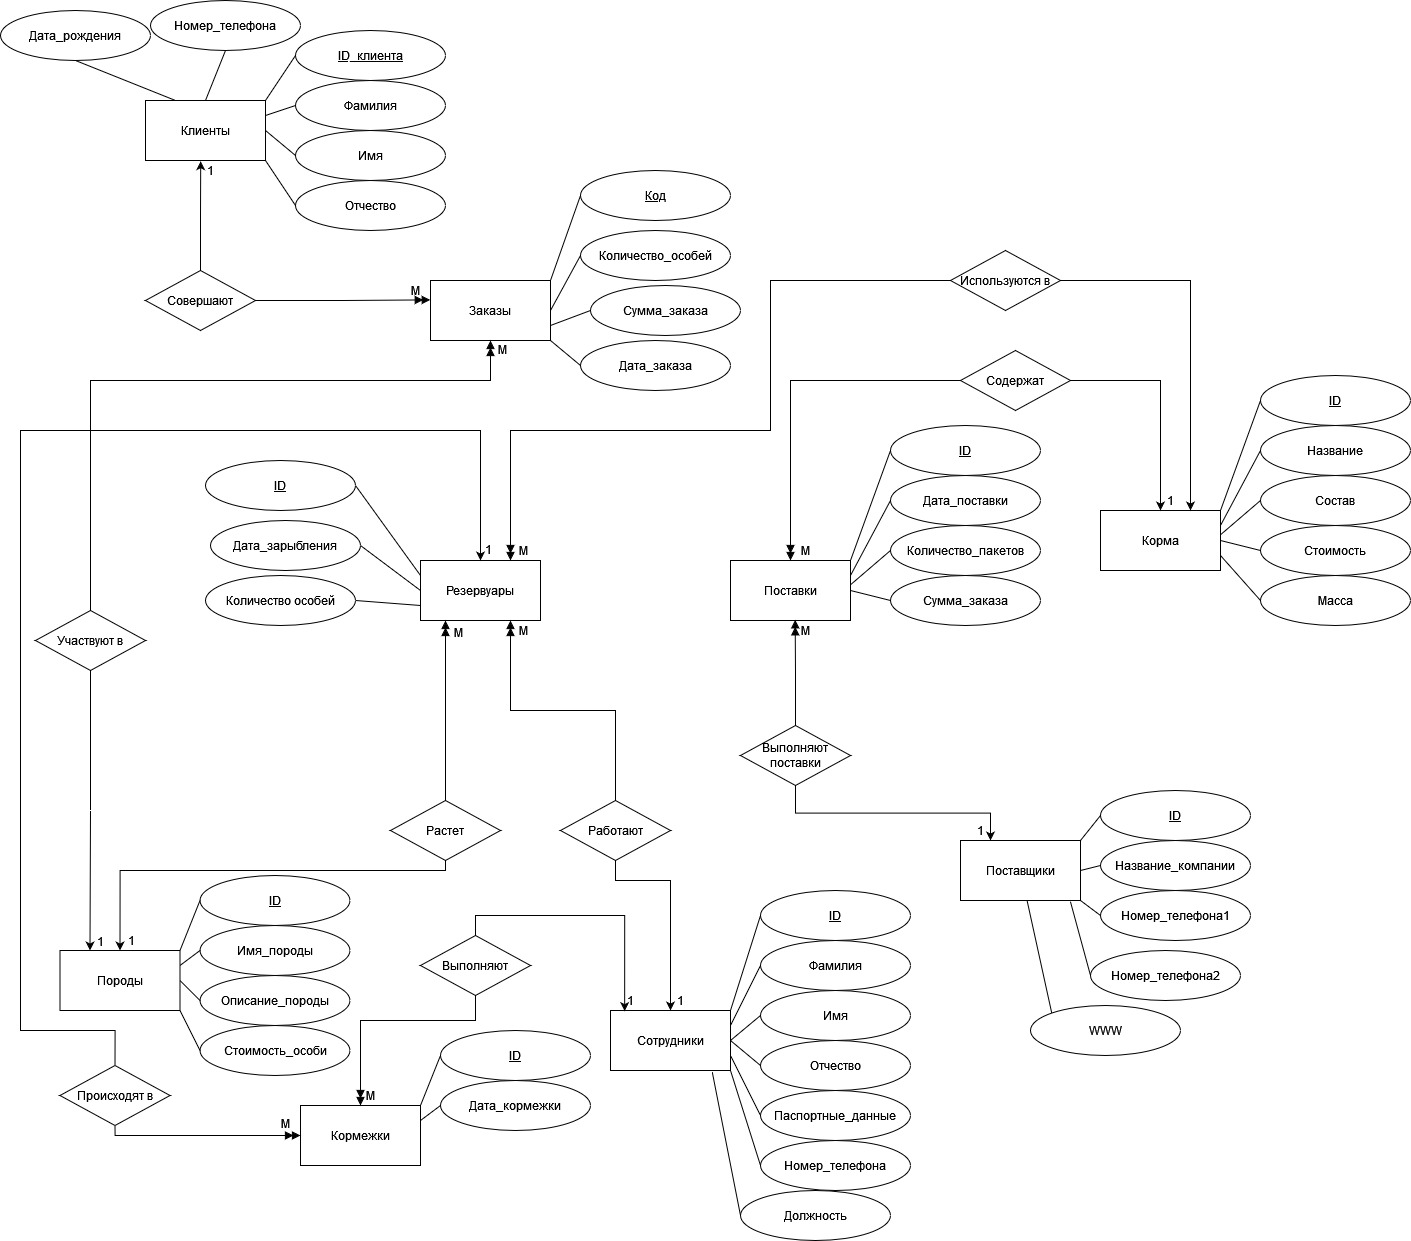 Дата_рождения
Номер_телефона
ID_клиента
Фамилия
Имя
Отчество
Клиенты
1
Совершают
M
Заказы
M
Код
Количество_особей
Сумма_заказа
Дата_заказа
Используются в
Содержат
ID
Название
Состав
Стоимость
Масса
1
Корма
ID
Дата_поставки
Количество_пакетов
Сумма_заказа
M
Поставки
M
ID
Дата_зарыбления
Количество особей
1
M
Резервуары
M
M
Участвуют в
Выполняют
поставки
Растет
Работают
1
Поставщики
ID
Название_компании
Номер_телефона1
Номер_телефона2
WWW
1
1
Породы
ID
Имя_породы
Описание_породы
Стоимость_особи
Выполняют
1
1
Сотрудники
ID
Фамилия
Имя
Отчество
Паспортные_данные
Номер_телефона
Должность
Происходят в
M
M
Кормежки
ID
Дата_кормежки